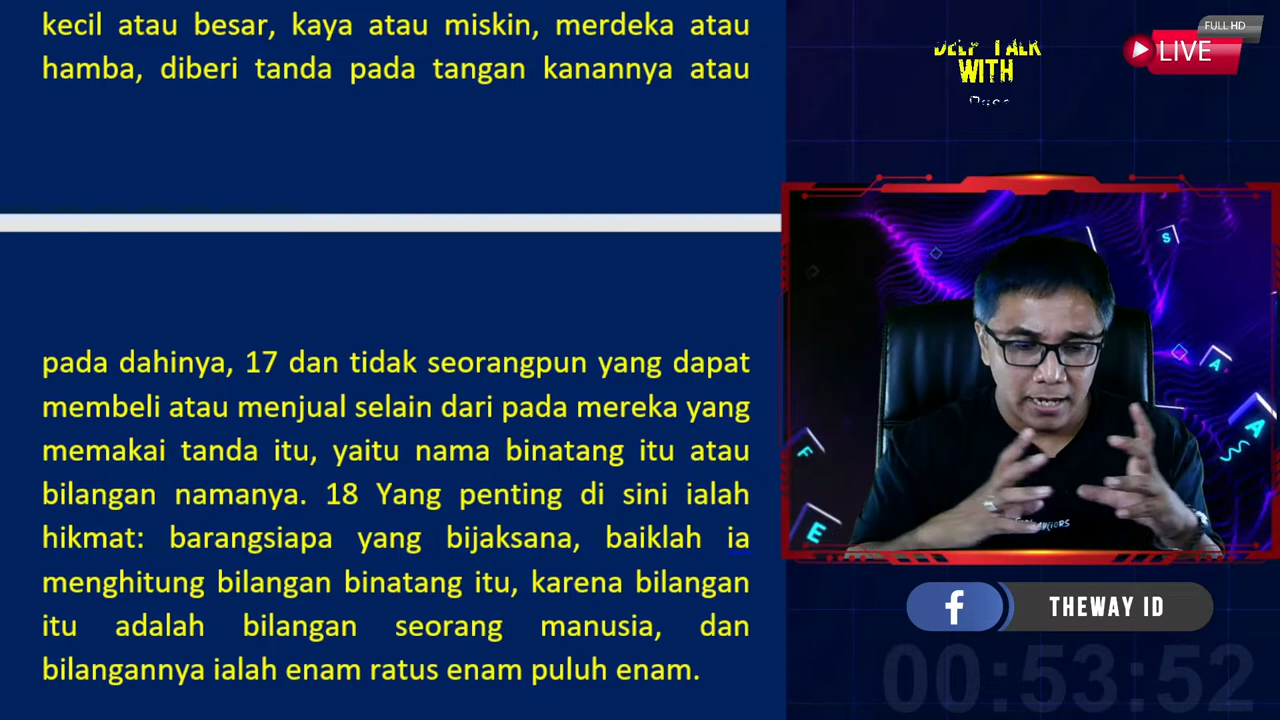 kecil atau besar, kaya atau miskin, merdeka atau
hamba, diberi tanda pada tangan kanannya atau
pada dahinya, 17 dan tidak seorangpun yang dapat
membeli atau menjual selain dari pada mereka yang
memakai tanda itu, yaitu nama binatang itu atau
bilangan namanya. 18 Yang penting di sini ialah
hikmat: barangsiapa yang bijaksana, baiklah ia
menghitung bilangan binatang itu, karena bilangan
itu adalah bilangan seorang manusia, dan
bilangannya ialah enam ratus enam puluh enam.
DEEP TALK
WITH
FULL HD
LIVE
S
A
A
F
E
f THEWAY ID
00:53:52